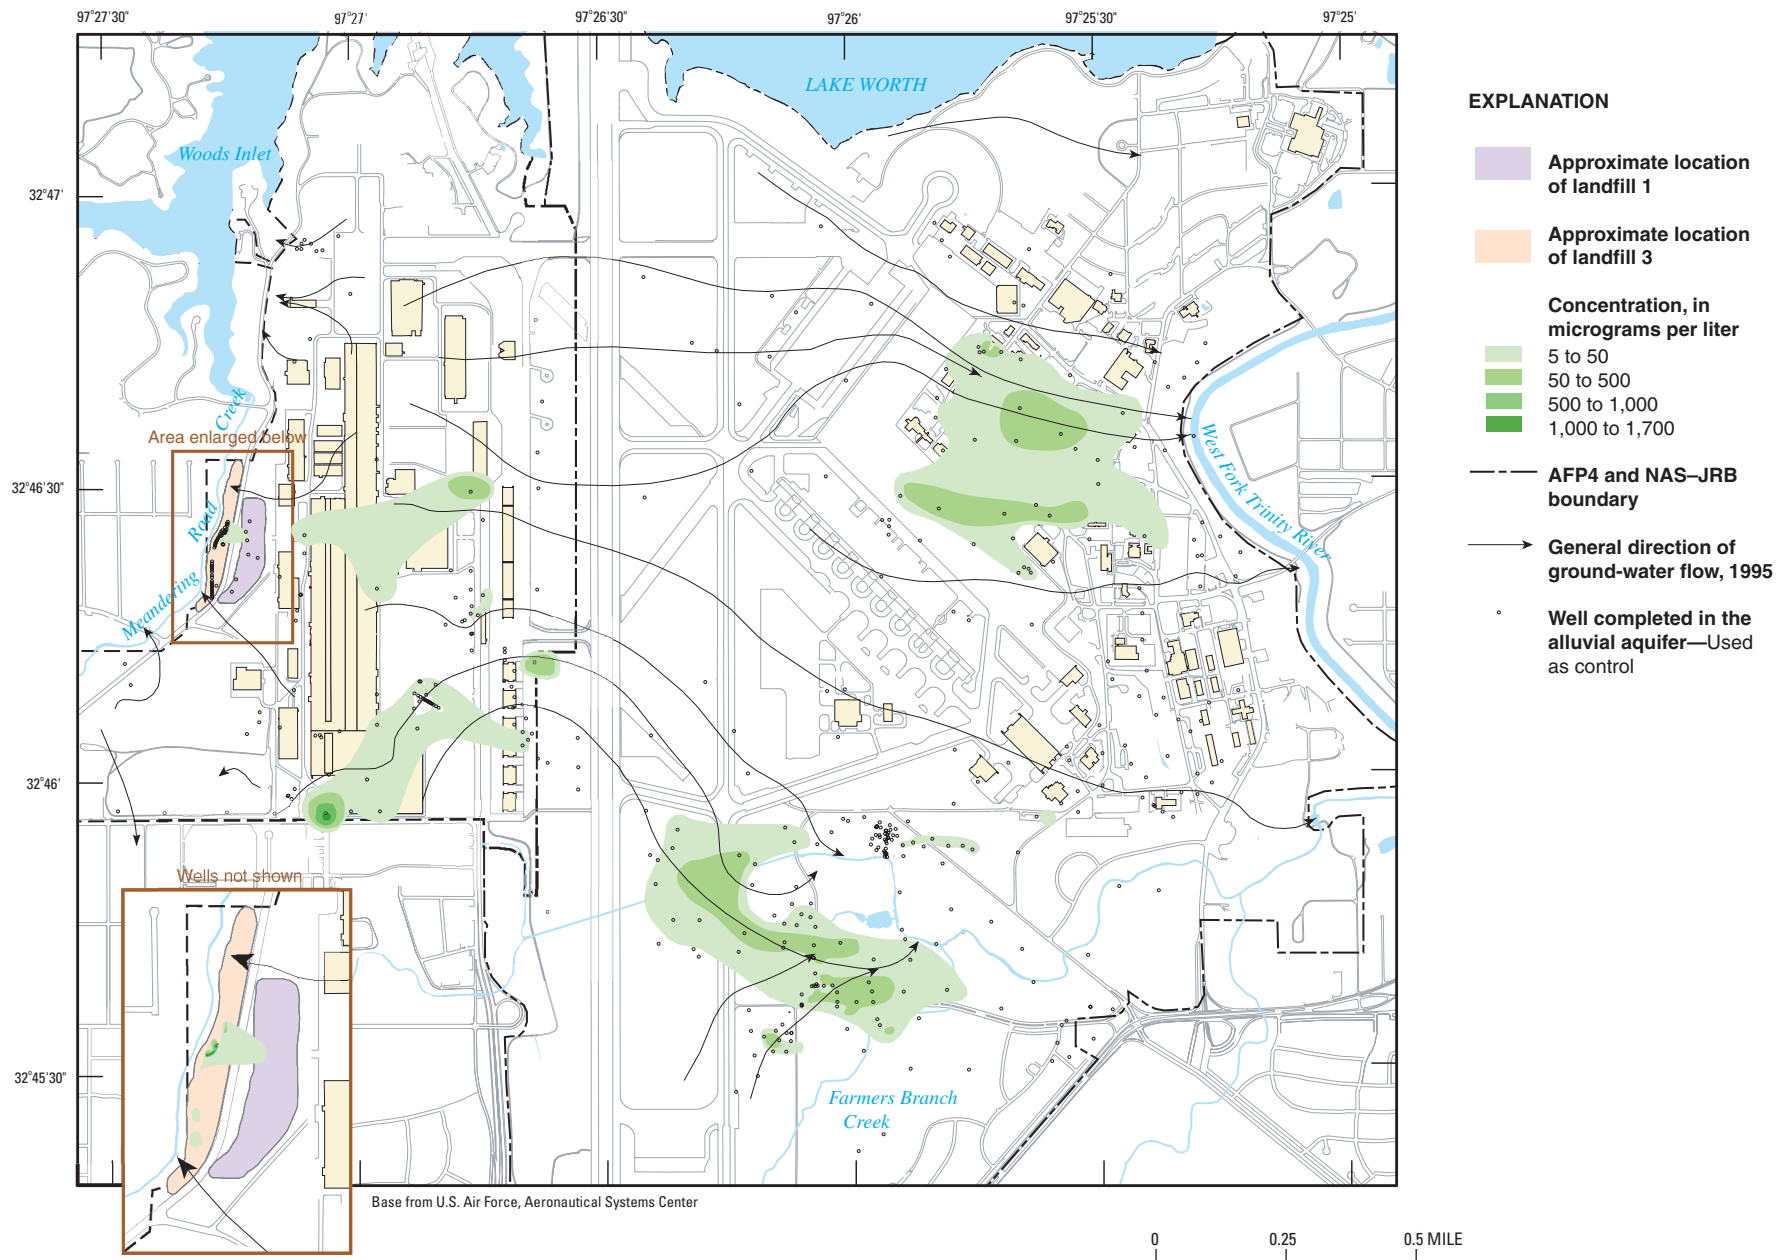 97°27'30"
97°27'
97°26'30"
97°26'
97°25'30"
97°25'
LAKE WORTH
Woods Inlet
32°47'
Creek
Area enlarged below
32°46'30"
Road
Meandering
West Fork Trinity River
32°46'
Wells not shown
32°45'30"
Farmers Branch
Creek
Base from U.S. Air Force, Aeronautical Systems Center
EXPLANATION
Approximate location
of landfill 1
Approximate location
of landfill 3
Concentration, in
micrograms per liter
5 to 50
50 to 500
500 to 1,000
1,000 to 1,700
AFP4 and NAS–JRB
boundary
General direction of
ground-water flow, 1995
Well completed in the
alluvial aquifer—Used
as control
0
0.25
0.5 MILE